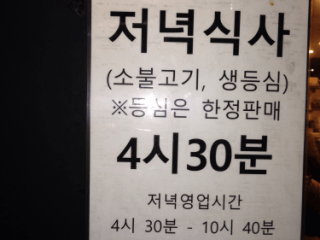 저녁식사
(소불고기, 생등심)
※등심은 한정판매
4시30분
저녁영업시간
4시 30분 - 10시 40분